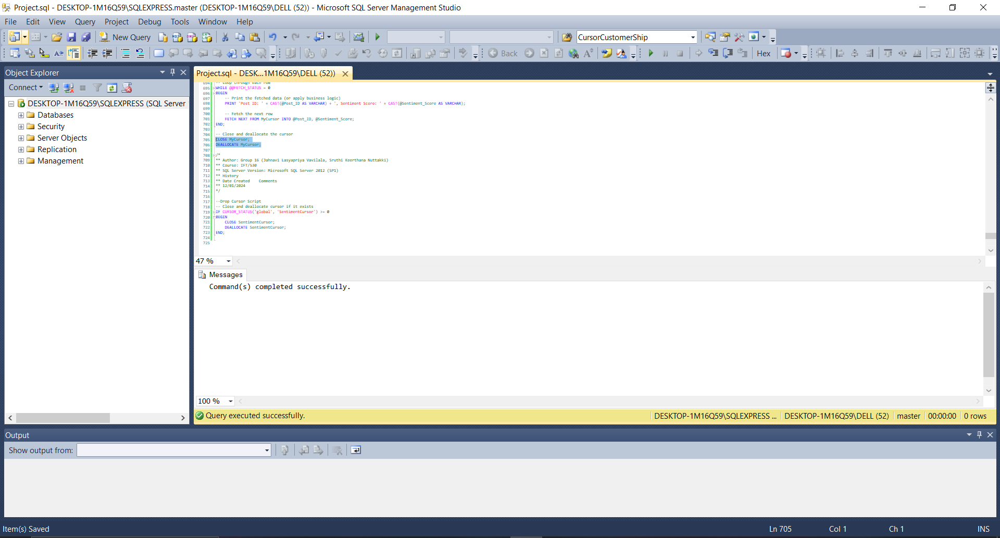 Project.sql - DESKTOP-1M16Q59\SQLEXPRESS.master (DESKTOP-1M16Q59\DELL (52)) - Microsoft SQL Server Management Studio
File Edit View Query Project Debug Tools Window Help
New Query CursorCustomerShip
Back Hex
Object Explorer
Connect
DESKTOP-1M16Q59\SQLEXPRESS (SQL Server
Databases
Security
Server Objects
Replication
Management
Project.sql - DESK...1M16Q59\DELL (52))
694 -- Loop through each row
695 WHILE @@FETCH_STATUS = 0
696 BEGIN
697 -- Print the fetched data (or apply business logic)
698 PRINT 'Post ID: ' + CAST(@Post_ID AS VARCHAR) + ', Sentiment Score: ' + CAST(@Sentiment_Score AS VARCHAR);
699
700 -- Fetch the next row
701 FETCH NEXT FROM MyCursor INTO @Post_ID, @Sentiment_Score;
702 END;
703
704 -- Close and deallocate the cursor
705 CLOSE MyCursor;
706 DEALLOCATE MyCursor;
707
708 /*
709 ** Author: Group 16 (Jahnavi Lasyapriya Vavilala, Sruthi Keerthana Nuttakki)
710 ** Course: IFT/530
711 ** SQL Server Version: Microsoft SQL Server 2012 (SP1)
712 ** History
713 ** Date Created Comments
714 ** 12/01/2024
715 */
716
717 --Drop Cursor Script
718 -- Close and deallocate cursor if it exists
719 IF CURSOR_STATUS('global', 'SentimentCursor') >= 0
720 BEGIN
721 CLOSE SentimentCursor;
722 DEALLOCATE SentimentCursor;
723 END;
724
725
47 %
Messages
Command(s) completed successfully.
100 %
Query executed successfully. DESKTOP-1M16Q59\SQLEXPRESS ... DESKTOP-1M16Q59\DELL (52) master 00:00:00 0 rows
Output
Show output from:
Item(s) Saved Ln 705 Col 1 Ch 1 INS